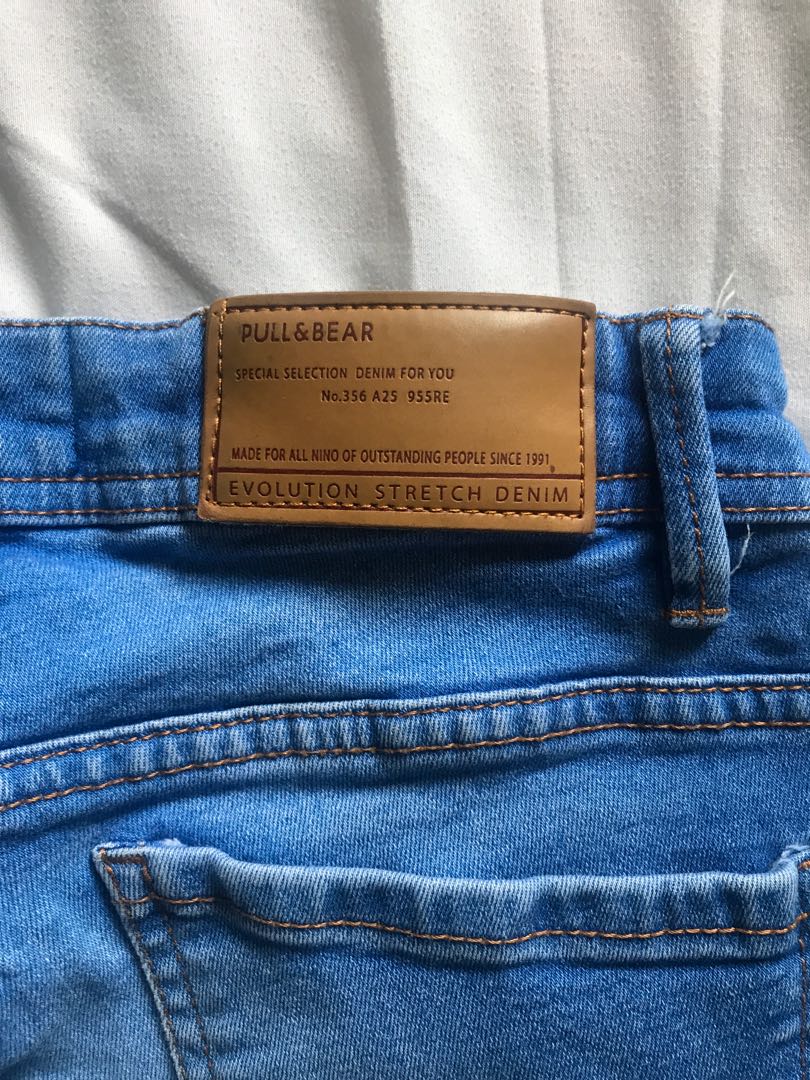 PULL&BEAR
SPECIAL SELECTION DENIM FOR YOU
No.356 A25 955RE
MADE FOR ALL NINO OF OUTSTANDING PEOPLE SINCE 1991
EVOLUTION STRETCH DENIM